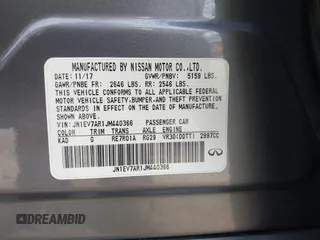 MANUFACTURED BY NISSAN MOTOR CO.,LTD.
DATE: 11/17 GVWR/PNBV: 5159 LBS.
GAWR/PNBE FR: 2646 LBS. RR: 2546 LBS.
THIS VEHICLE CONFORMS TO ALL APPLICABLE FEDERAL
MOTOR VEHICLE SAFETY,BUMPER,AND THEFT PREVENTION
STANDARDS IN EFFECT ON THE DATE OF MANUFACTURE
SHOWN ABOVE.
VIN:JN1EV7AR1JM440366 PASSENGER CAR
COLOR TRIM TRANS AXLE ENGINE
KAD G RE7R01A RG29 VR30(DDTT) 2997CC
JN1EV7AR1JM440366
DREAMBID